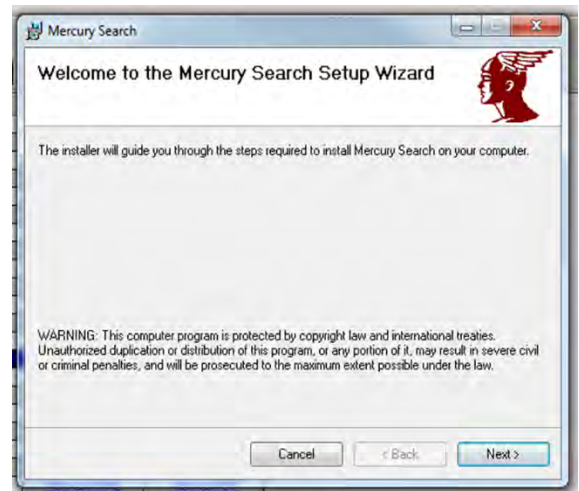 Mercury Search
Welcome to the Mercury Search Setup Wizard
The installer will guide you through the steps required to install Mercury Search on your computer.
WARNING: This computer program is protected by copyright law and international treaties.
Unauthorized duplication or distribution of this program, or any portion of it, may result in severe civil
or criminal penalties, and will be prosecuted to the maximum extent possible under the law.
Cancel < Back Next >